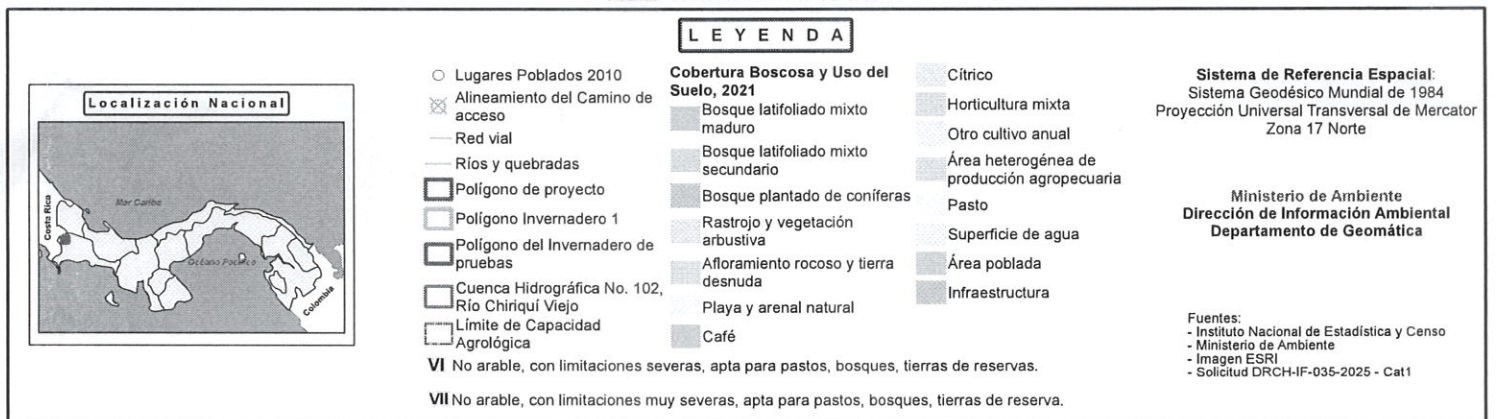 LEYENDA
Localización Nacional
Mar Caribe
Costa Rica
Océano Pacífico
Colombia
Lugares Poblados 2010
Alineamiento del Camino de
acceso
Red vial
Ríos y quebradas
Polígono de proyecto
Polígono Invernadero 1
Polígono del Invernadero de
pruebas
Cuenca Hidrográfica No. 102,
Río Chiriquí Viejo
Límite de Capacidad
Agrológica
Cobertura Boscosa y Uso del
Suelo, 2021
Bosque latifoliado mixto
maduro
Bosque latifoliado mixto
secundario
Bosque plantado de coníferas
Rastrojo y vegetación
arbustiva
Afloramiento rocoso y tierra
desnuda
Playa y arenal natural
Café
Cítrico
Horticultura mixta
Otro cultivo anual
Área heterogénea de
producción agropecuaria
Pasto
Superficie de agua
Área poblada
Infraestructura
VI No arable, con limitaciones severas, apta para pastos, bosques, tierras de reservas.
VII No arable, con limitaciones muy severas, apta para pastos, bosques, tierras de reserva.
Sistema de Referencia Espacial:
Sistema Geodésico Mundial de 1984
Proyección Universal Transversal de Mercator
Zona 17 Norte
Ministerio de Ambiente
Dirección de Información Ambiental
Departamento de Geomática
Fuentes:
- Instituto Nacional de Estadística y Censo
- Ministerio de Ambiente
- Imagen ESRI
- Solicitud DRCH-IF-035-2025 - Cat1